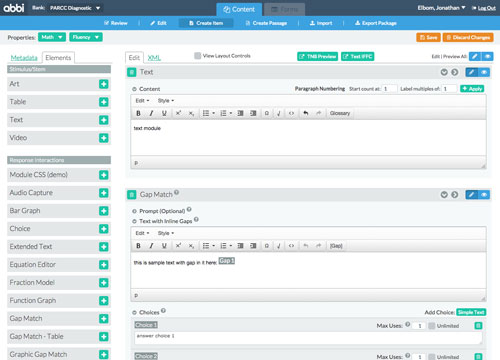 abbi Bank: PARCC Diagnostic Content Forms Elbom, Jonathan Log Out
Review Edit Create Item Create Passage Import Export Package
Properties: Math Fluency Save Discard Changes
Metadata Elements
Edit XML View Layout Controls TN8 Preview Test IFFC Edit | Preview All:
Stimulus/Item
Art
Table
Text
Video
Response Interactions
Module CSS (demo)
Audio Capture
Bar Graph
Choice
Extended Text
Equation Editor
Fraction Model
Function Graph
Gap Match
Gap Match - Table
Graphic Gap Match
Text
Content Paragraph Numbering Start count at: 1 Label multiples of: 1 Apply
Edit Style
B I U Glossary
text module
p
Gap Match
Prompt (Optional)
Text with Inline Gaps
Edit Style
B I U [Gap]
this is sample text with gap in it here: Gap 1
p
Choices Add Choice: Simple Text
Choice 1 Max Uses: 1 Unlimited
answer choice 1
Choice 2 Max Uses: 1 Unlimited